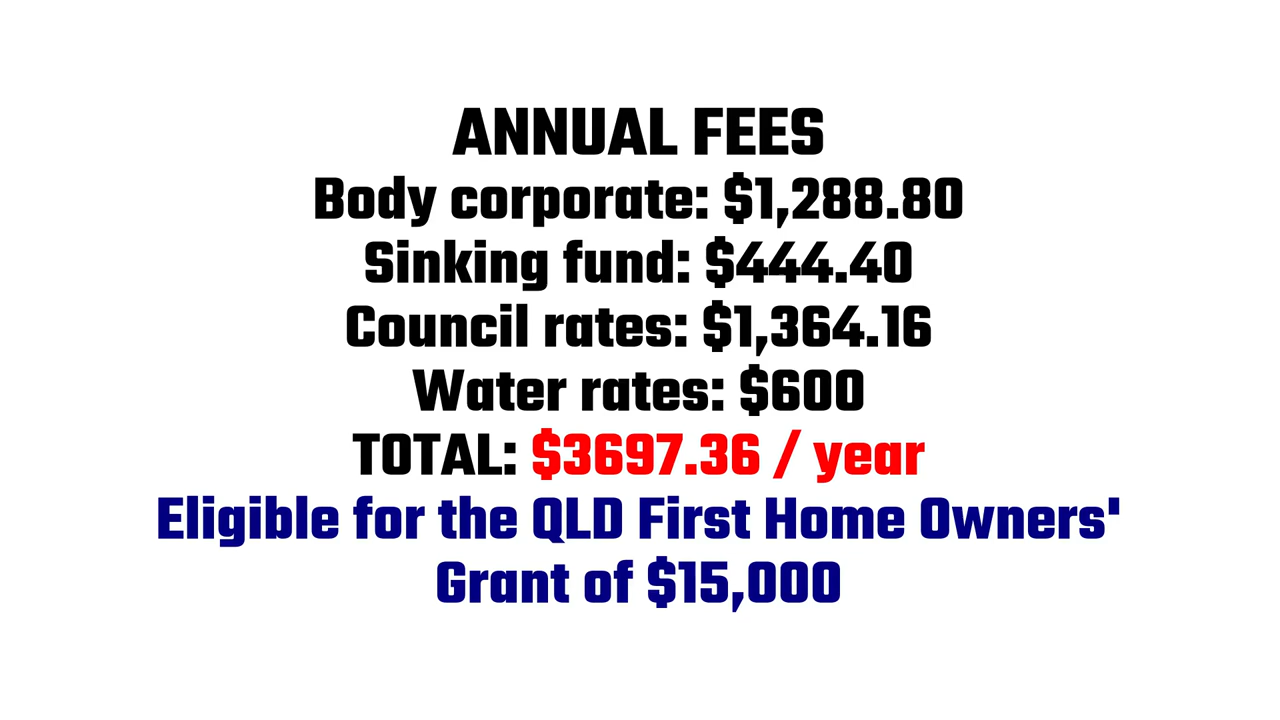 ANNUAL FEES
Body corporate: $1,288.80
Sinking fund: $444.40
Council rates: $1,364.16
Water rates: $600
TOTAL: $3697.36 / year
Eligible for the QLD First Home Owners'
Grant of $15,000